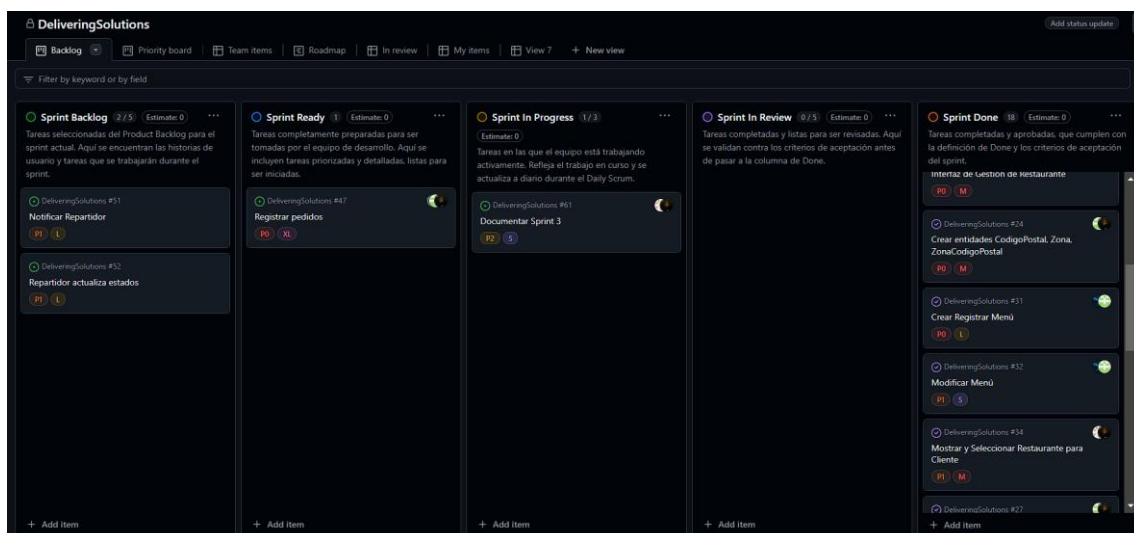 DeliveringSolutions
Add status update
Backlog
Priority board
Team items
Roadmap
In review
My items
View 7
+ New view
Filter by keyword or by field
Sprint Backlog 2 / 5 Estimate: 0 ...
Tareas seleccionadas del Product Backlog para el
sprint actual. Aquí se encuentran las historias de
usuario y tareas que se trabajarán durante el
sprint.
DeliveringSolutions #51
Notificar Repartidor
P1 L
DeliveringSolutions #52
Repartidor actualiza estados
P1 L
+ Add item
Sprint Ready 1 Estimate: 0 ...
Tareas completamente preparadas para ser
tomadas por el equipo de desarrollo. Aquí se
incluyen tareas priorizadas y detalladas, listas para
ser iniciadas.
DeliveringSolutions #47
Registrar pedidos
P0 XL
+ Add item
Sprint In Progress 1 / 3 ...
Estimate: 0
Tareas en las que el equipo está trabajando
activamente. Refleja el trabajo en curso y se
actualiza a diario durante el Daily Scrum.
DeliveringSolutions #61
Documentar Sprint 3
P2 S
+ Add item
Sprint In Review 0 / 5 Estimate: 0 ...
Tareas completadas y listas para ser revisadas. Aquí
se validan contra los criterios de aceptación antes
de pasar a la columna de Done.
+ Add item
Sprint Done 18 Estimate: 0 ...
Tareas completadas y aprobadas, que cumplen con
la definición de Done y los criterios de aceptación
del sprint.
Interfaz de Gestión de Restaurante
P0 M
DeliveringSolutions #24
Crear entidades CodigoPostal, Zona,
ZonaCodigoPostal
P0 M
DeliveringSolutions #31
Crear Registrar Menú
P0 L
DeliveringSolutions #32
Modificar Menú
P1 S
DeliveringSolutions #34
Mostrar y Seleccionar Restaurante para
Cliente
P1 M
DeliveringSolutions #27
+ Add item